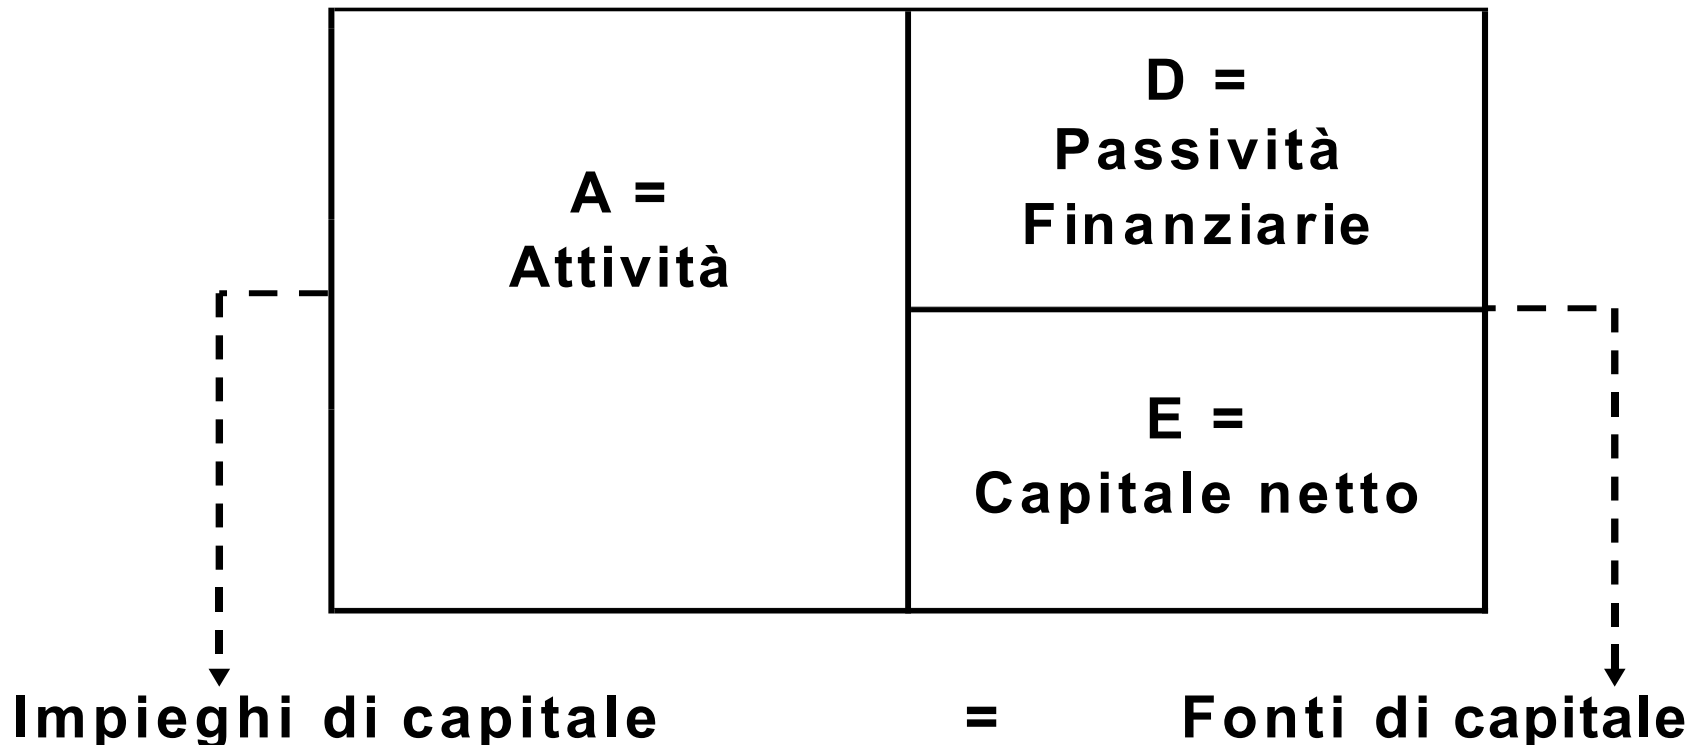 A =
Attività
D =
Passività
Finanziarie
E =
Capitale netto
Impieghi di capitale = Fonti di capitale